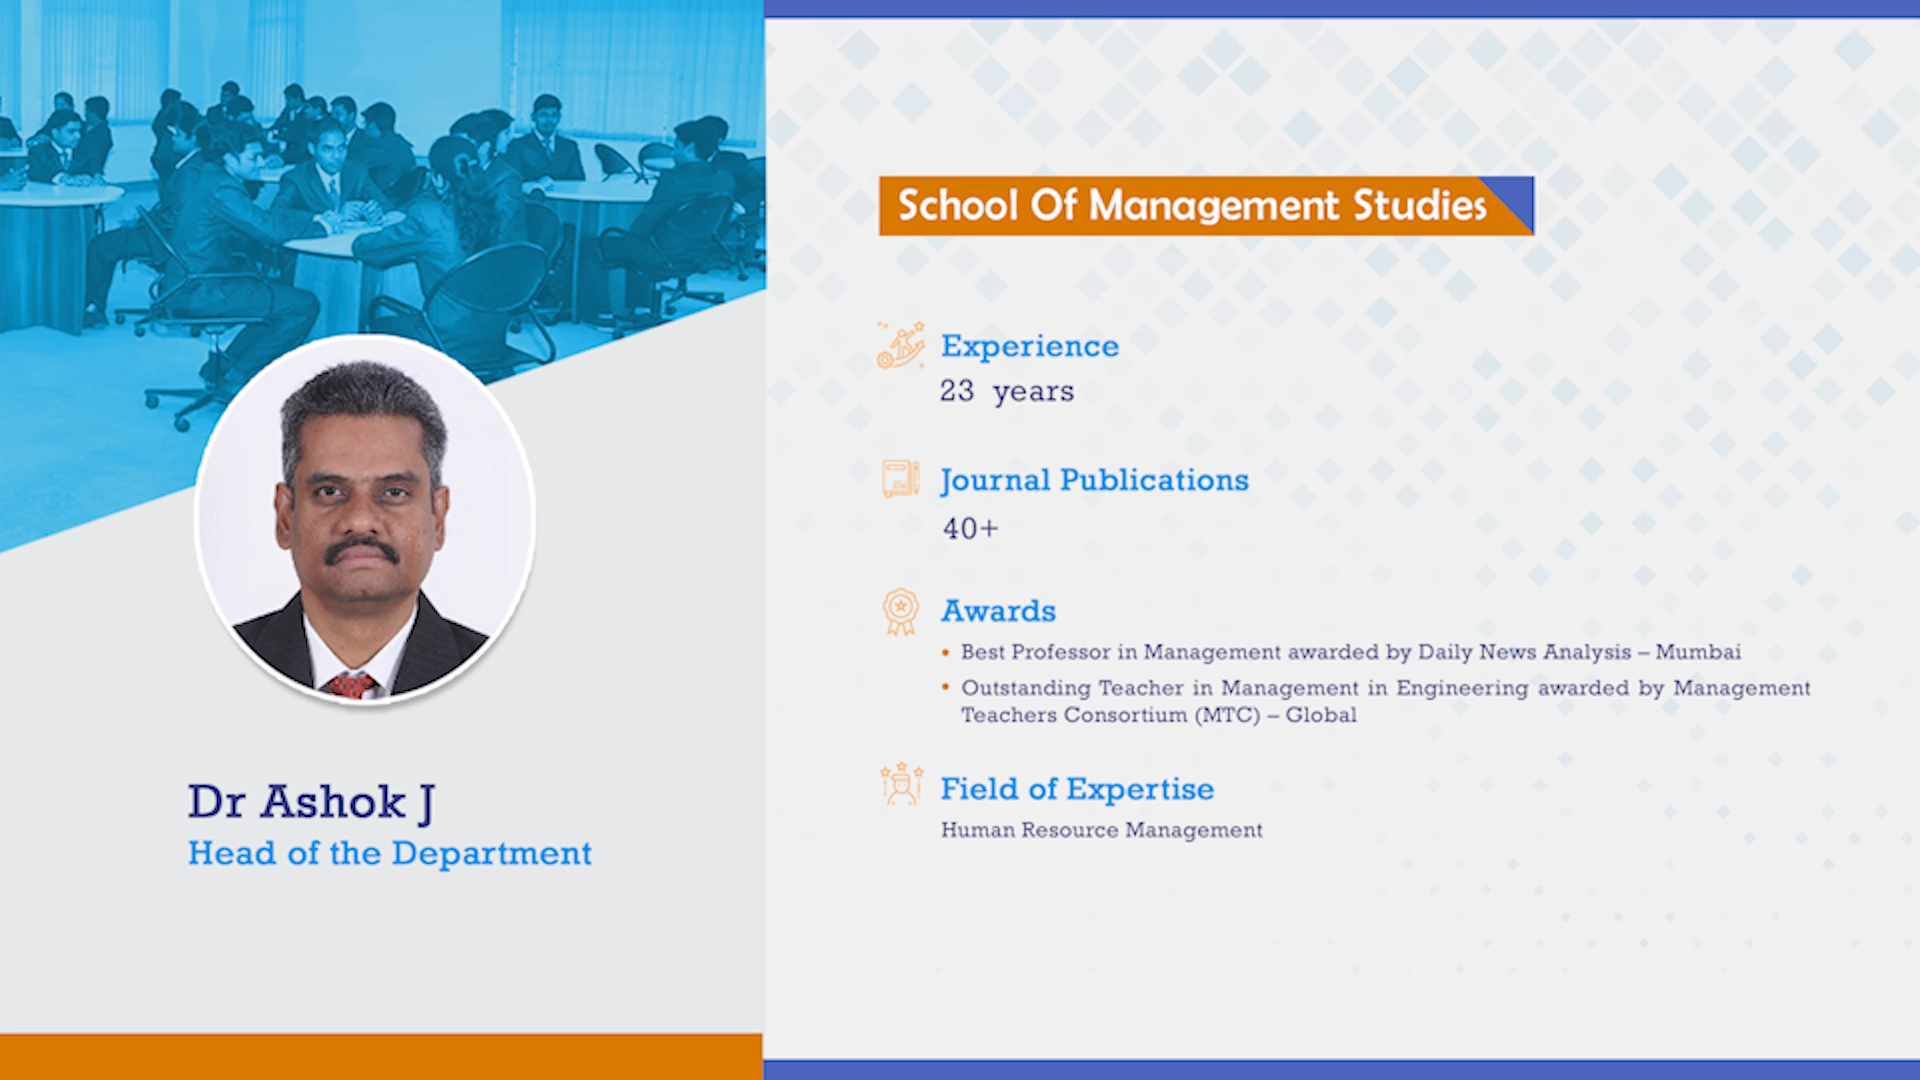 School Of Management Studies
Experience
23 years
Journal Publications
40+
Awards
• Best Professor in Management awarded by Daily News Analysis – Mumbai
• Outstanding Teacher in Management in Engineering awarded by Management
Teachers Consortium (MTC) – Global
Field of Expertise
Human Resource Management
Dr Ashok J
Head of the Department